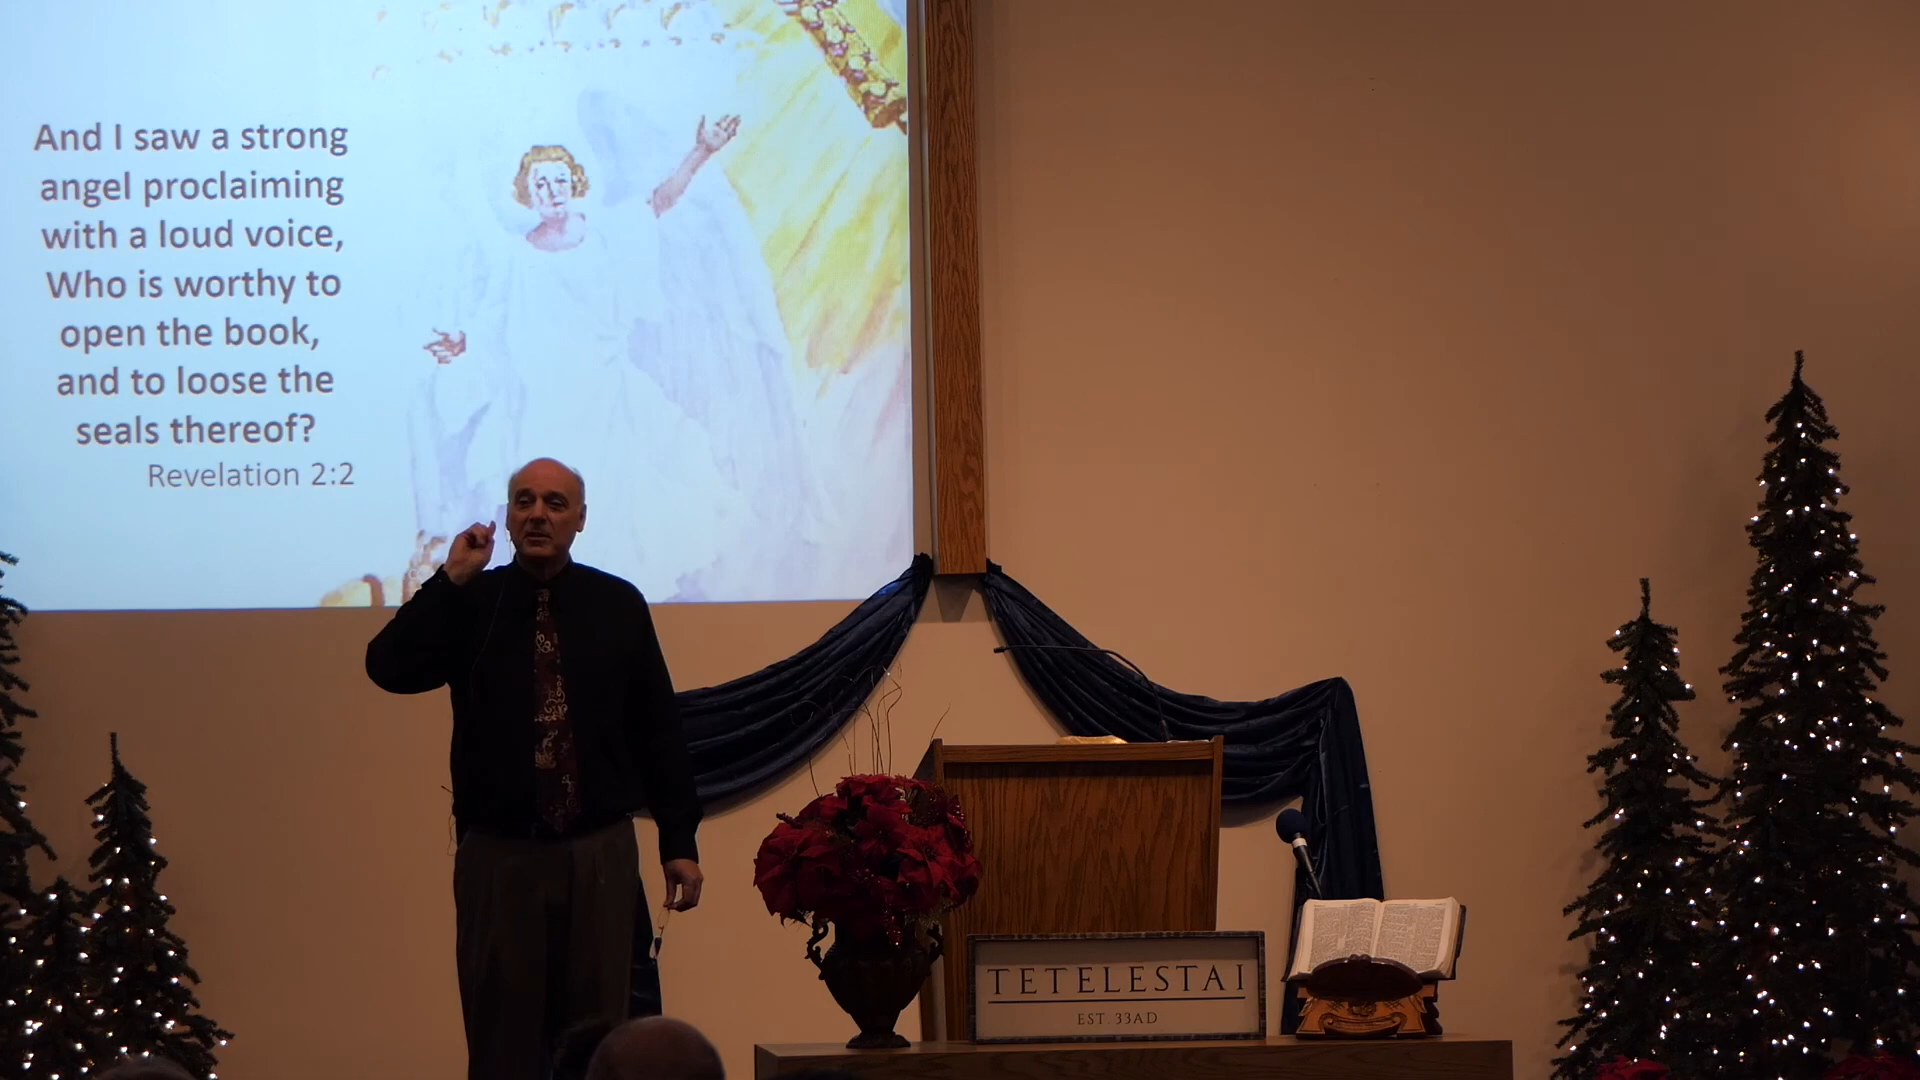 And I saw a strong
angel proclaiming
with a loud voice,
Who is worthy to
open the book,
and to loose the
seals thereof?
Revelation 2:2
TETELESTAI
EST. 33AD